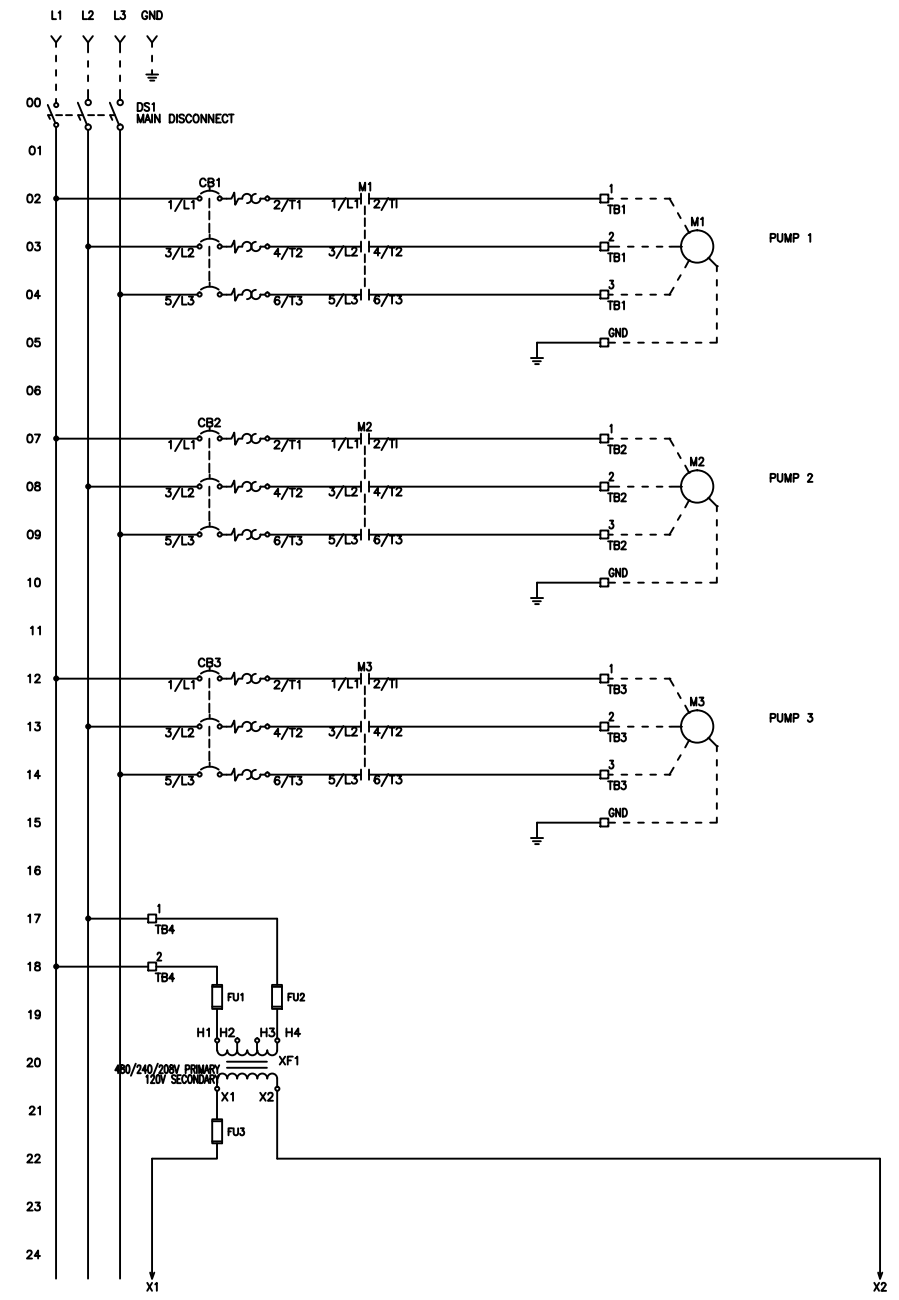 L1 L2 L3 GND
00 DS1
MAIN DISCONNECT
01
CB1 M1 1
02 1/L1 2/T1 1/L1 2/TI TB1
M1
2
03 3/L2 4/T2 3/L2 4/T2 TB1 PUMP 1
3
04 5/L3 6/T3 5/L3 6/T3 TB1
GND
05
06
CB2 M2 1
07 1/L1 2/T1 1/L1 2/TI TB2
M2
2
08 3/L2 4/T2 3/L2 4/T2 TB2 PUMP 2
3
09 5/L3 6/T3 5/L3 6/T3 TB2
GND
10
11
CB3 M3 1
12 1/L1 2/T1 1/L1 2/TI TB3
M3
2
13 3/L2 4/T2 3/L2 4/T2 TB3 PUMP 3
3
14 5/L3 6/T3 5/L3 6/T3 TB3
GND
15
16
1
17 TB4
2
18 TB4
FU1 FU2
19
H1 H2 H3 H4
20 XF1
480/240/208V PRIMARY
120V SECONDARY
X1 X2
21
FU3
22
23
24
X1 X2